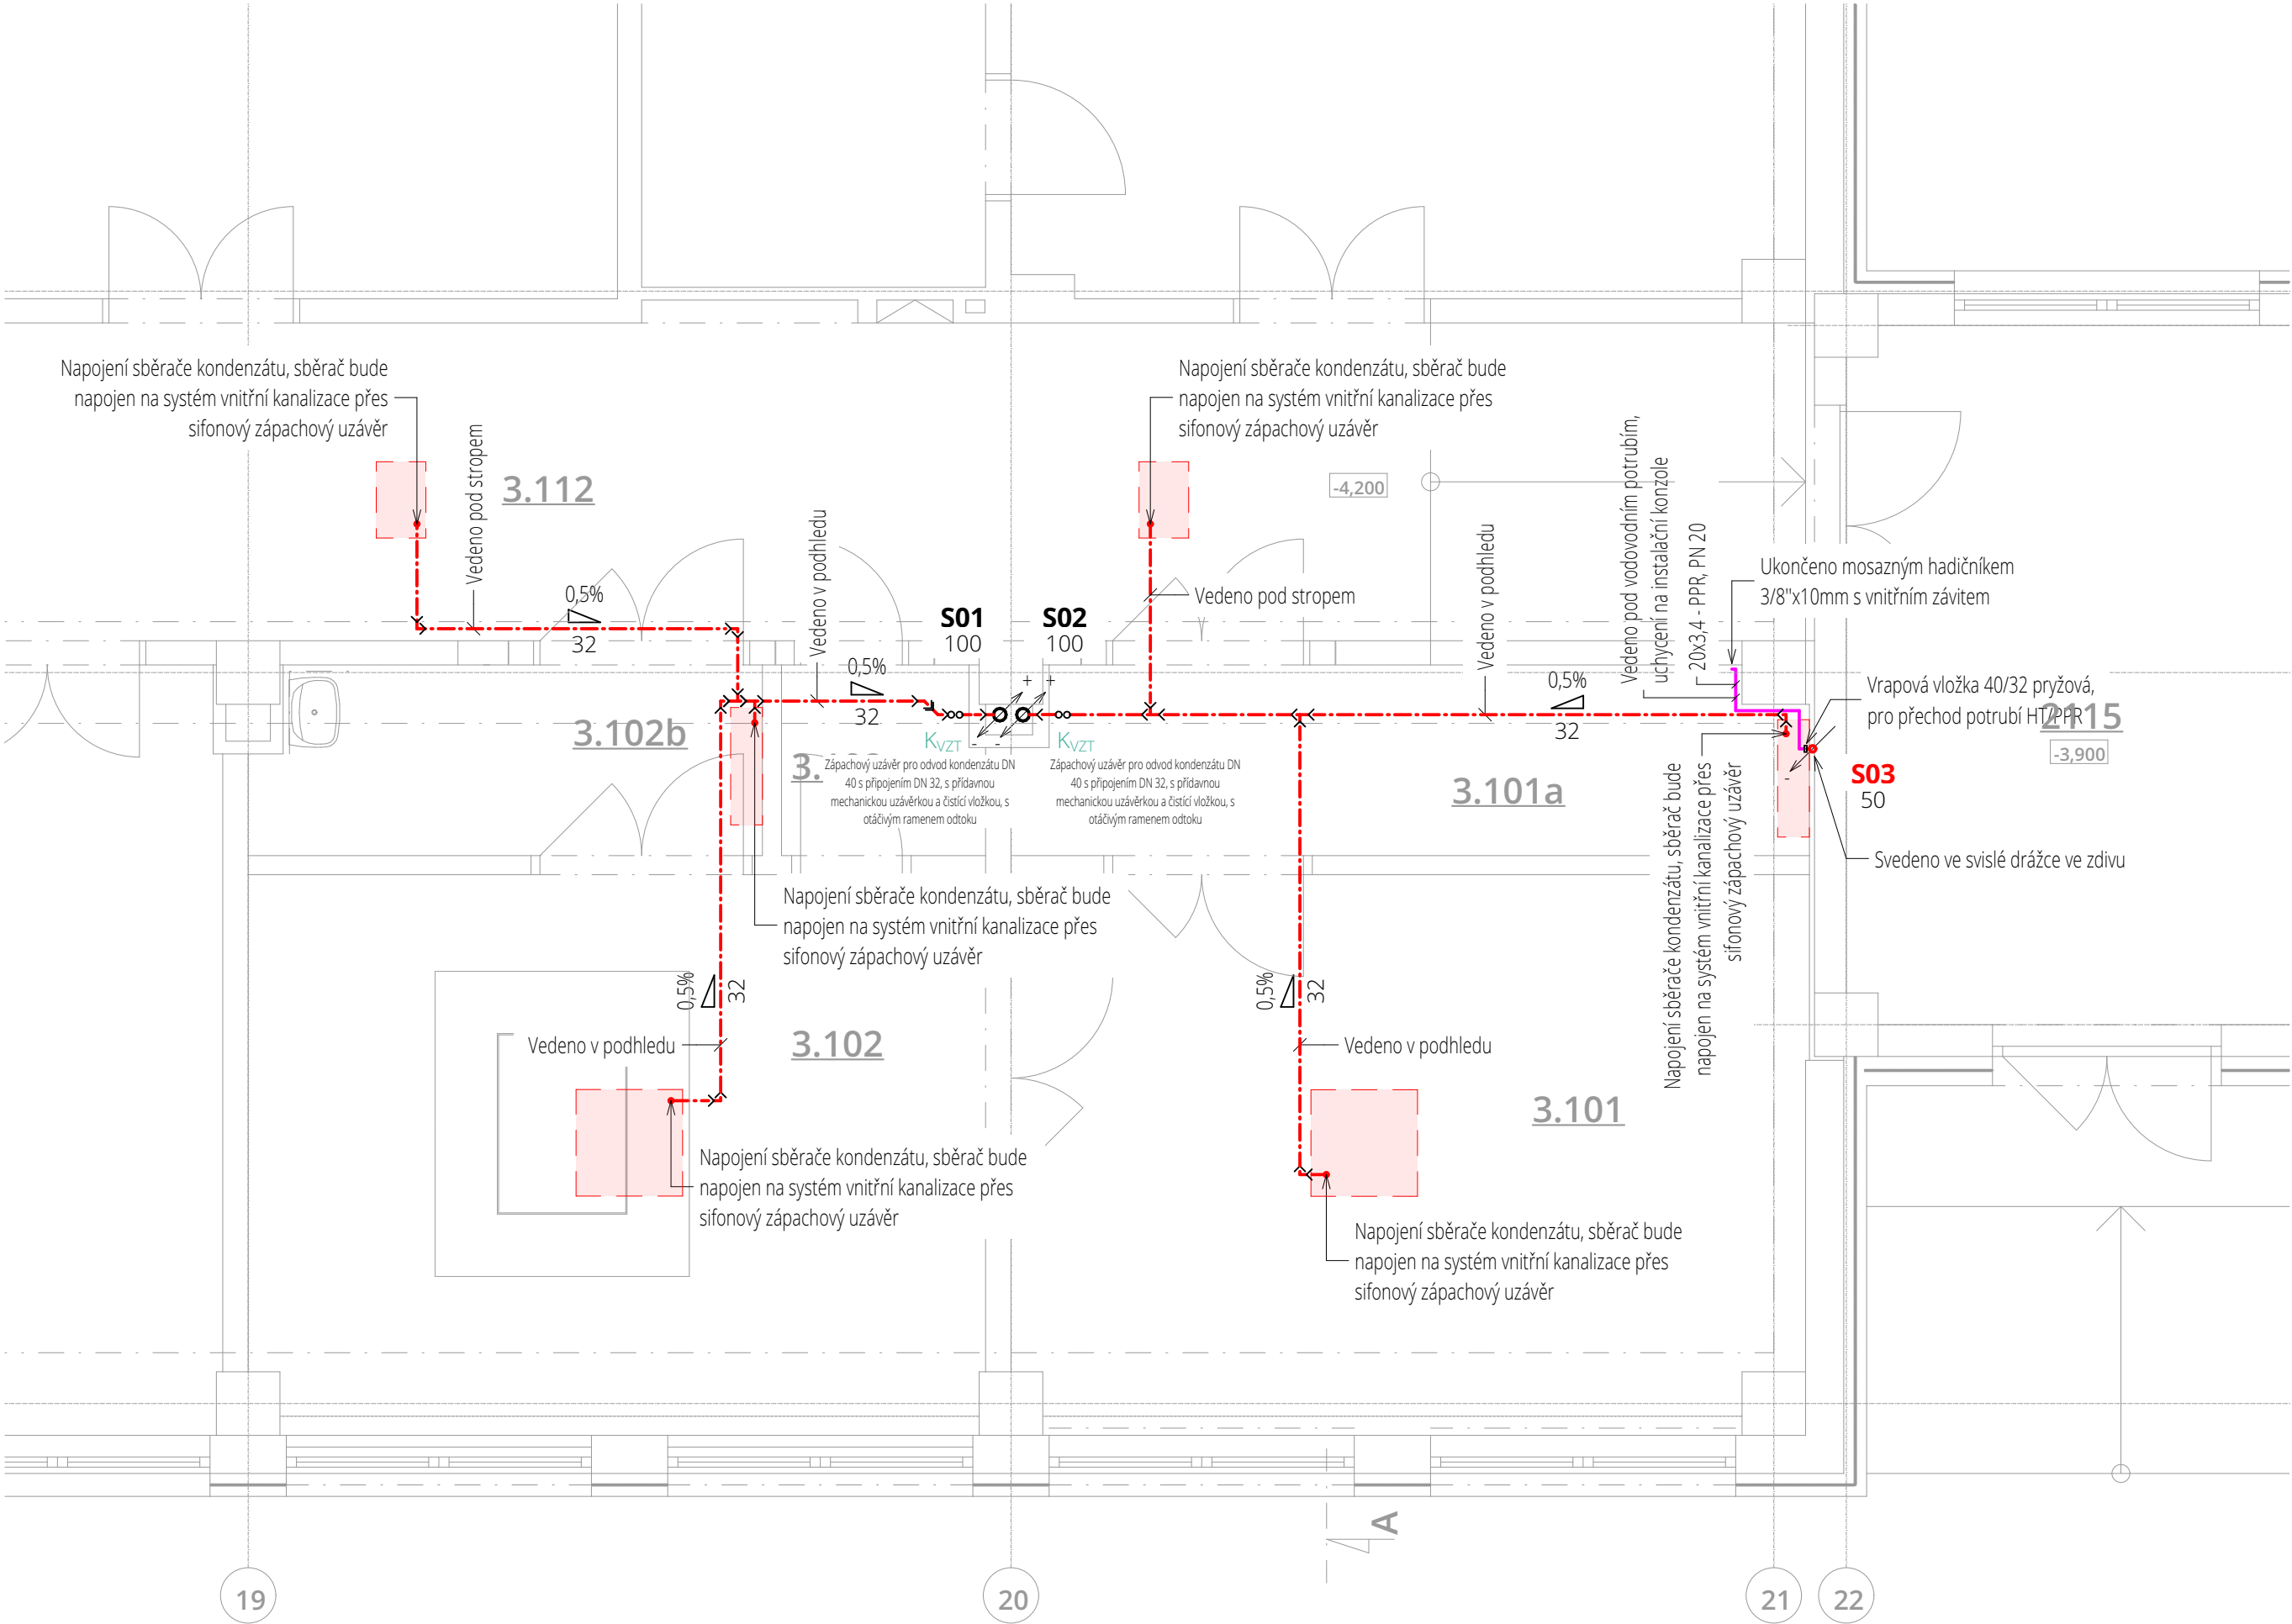 Napojení sběrače kondenzátu, sběrač bude
napojen na systém vnitřní kanalizace přes
sifonový zápachový uzávěr
Napojení sběrače kondenzátu, sběrač bude
napojen na systém vnitřní kanalizace přes
sifonový zápachový uzávěr
3.112
Vedeno pod stropem
0,5%
32
Vedeno v podhledu
0,5%
32
S01
100
S02
100
+ +
- -
Vedeno pod stropem
-4,200
Vedeno v podhledu
Vedeno pod vodovodním potrubím,
uchycení na instalační konzole
20x3,4 - PPR, PN 20
Ukončeno mosazným hadičníkem
3/8"x10mm s vnitřním závitem
Vrapová vložka 40/32 pryžová,
pro přechod potrubí HT/PPR
2115
-3,900
0,5%
32
S03
50
-
Svedeno ve svislé drážce ve zdivu
3.102b
3.
KVZT
KVZT
Zápachový uzávěr pro odvod kondenzátu DN
40 s připojením DN 32, s přídavnou
mechanickou uzávěrkou a čistící vložkou, s
otáčivým ramenem odtoku
Zápachový uzávěr pro odvod kondenzátu DN
40 s připojením DN 32, s přídavnou
mechanickou uzávěrkou a čistící vložkou, s
otáčivým ramenem odtoku
3.101a
Napojení sběrače kondenzátu, sběrač bude
napojen na systém vnitřní kanalizace přes
sifonový zápachový uzávěr
Napojení sběrače kondenzátu, sběrač bude
napojen na systém vnitřní kanalizace přes
sifonový zápachový uzávěr
0,5%
32
0,5%
32
Vedeno v podhledu
3.102
Vedeno v podhledu
3.101
Napojení sběrače kondenzátu, sběrač bude
napojen na systém vnitřní kanalizace přes
sifonový zápachový uzávěr
Napojení sběrače kondenzátu, sběrač bude
napojen na systém vnitřní kanalizace přes
sifonový zápachový uzávěr
A
19
20
21
22